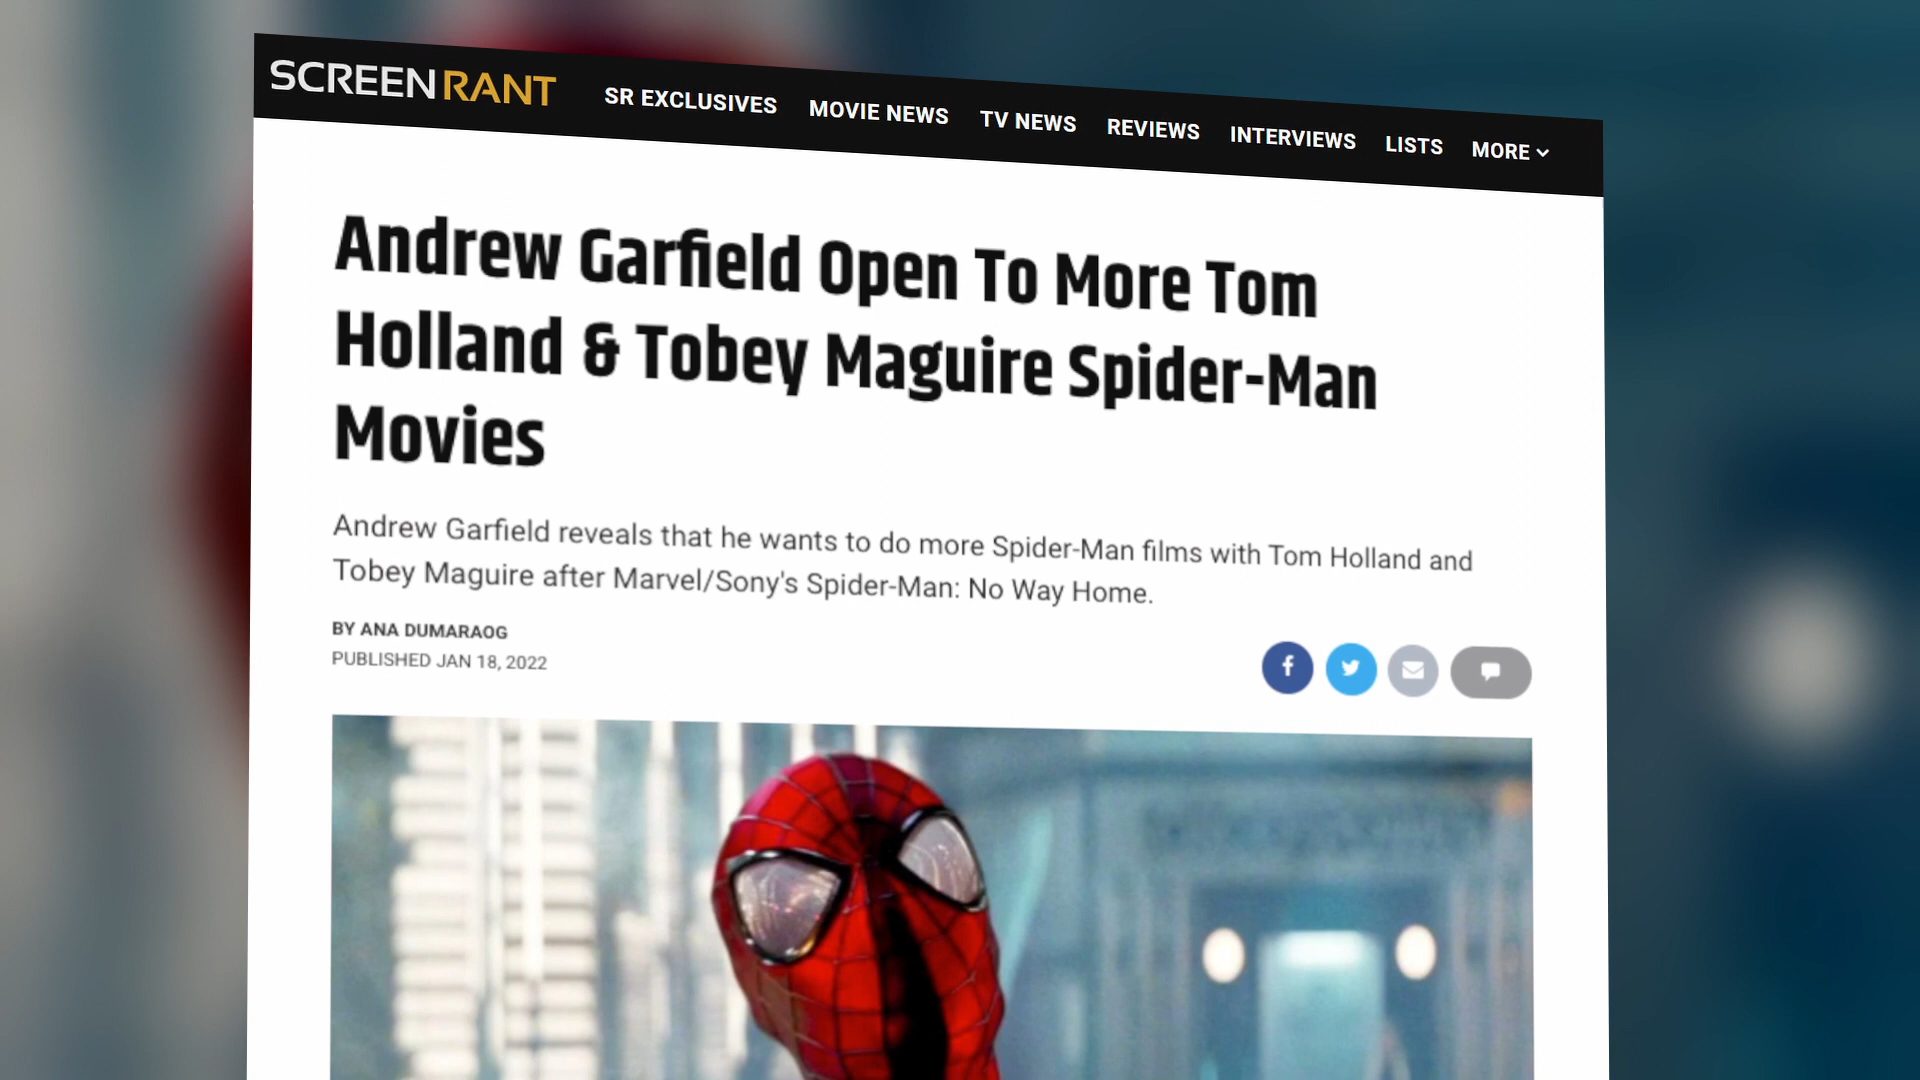 SCREENRANT SR EXCLUSIVES MOVIE NEWS TV NEWS REVIEWS INTERVIEWS LISTS MORE
Andrew Garfield Open To More Tom
Holland & Tobey Maguire Spider-Man
Movies
Andrew Garfield reveals that he wants to do more Spider-Man films with Tom Holland and
Tobey Maguire after Marvel/Sony's Spider-Man: No Way Home.
BY ANA DUMARAOG
PUBLISHED JAN 18, 2022